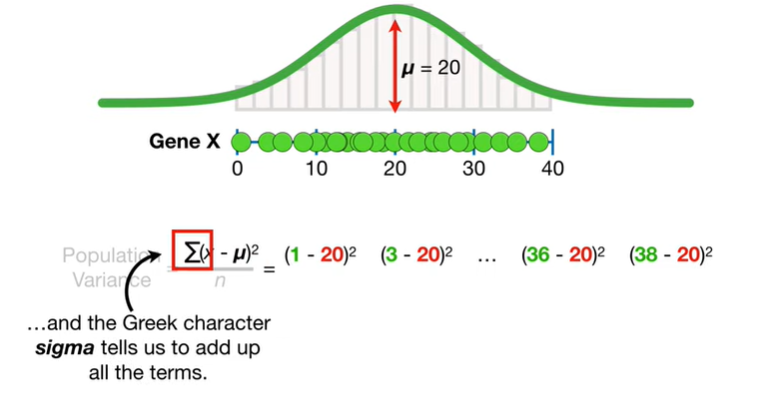 μ = 20
Gene X
0 10 20 30 40
Population Variance = Σ(x - μ)² / n = (1 - 20)² (3 - 20)² ... (36 - 20)² (38 - 20)²
...and the Greek character
sigma tells us to add up
all the terms.